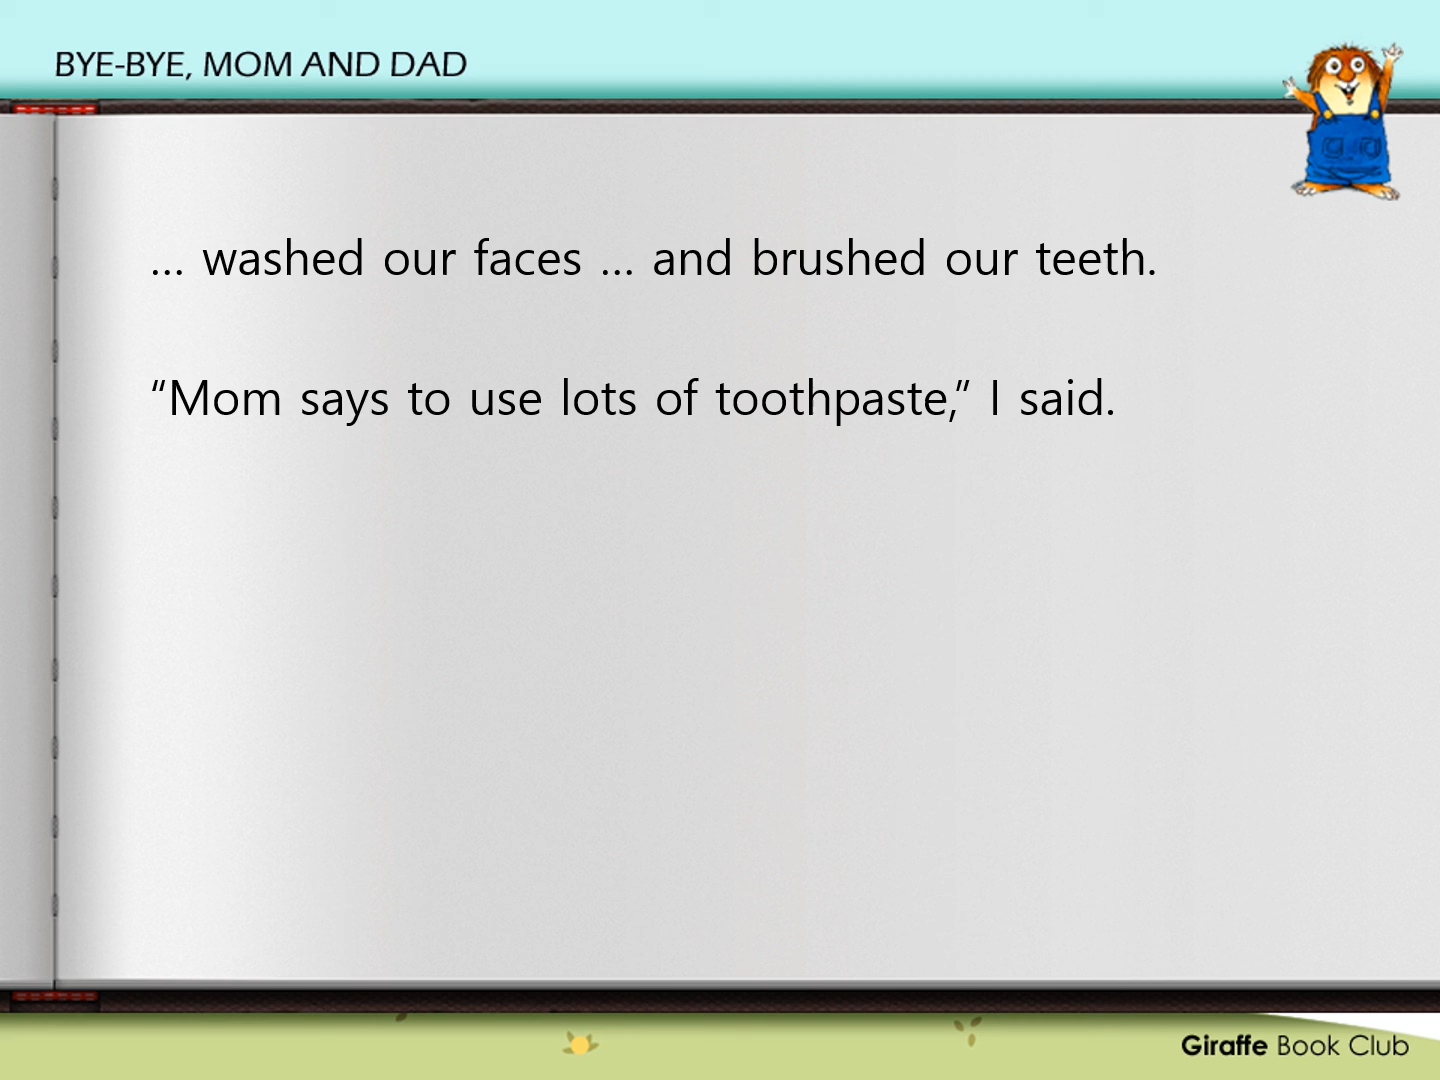 BYE-BYE, MOM AND DAD
… washed our faces … and brushed our teeth.
“Mom says to use lots of toothpaste,” I said.
Giraffe Book Club